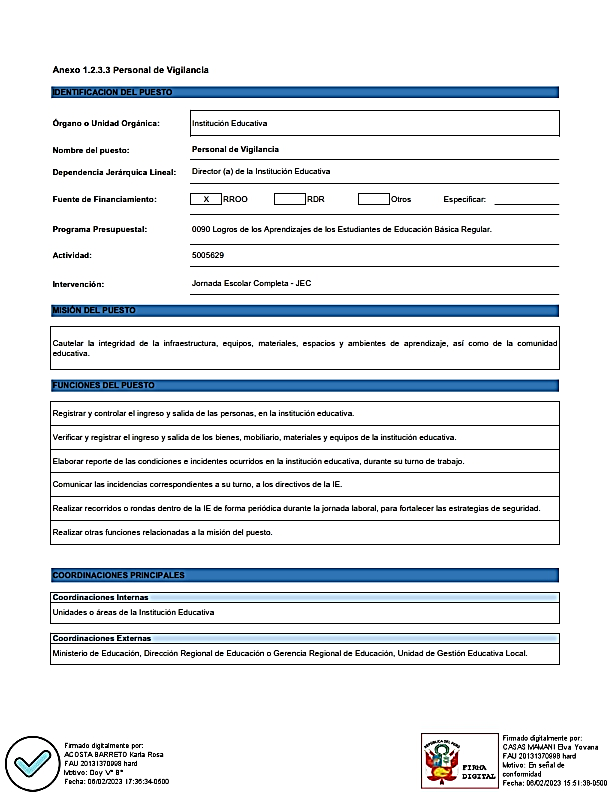 Anexo 1.2.3.3 Personal de Vigilancia
IDENTIFICACION DEL PUESTO
Órgano o Unidad Orgánica: Institución Educativa
Nombre del puesto: Personal de Vigilancia
Dependencia Jerárquica Lineal: Director (a) de la Institución Educativa
Fuente de Financiamiento: X RROO RDR Otros Especificar:
Programa Presupuestal: 0090 Logros de los Aprendizajes de los Estudiantes de Educación Básica Regular.
Actividad: 5005629
Intervención: Jornada Escolar Completa - JEC
MISIÓN DEL PUESTO
Cautelar la integridad de la infraestructura, equipos, materiales, espacios y ambientes de aprendizaje, así como de la comunidad
educativa.
FUNCIONES DEL PUESTO
Registrar y controlar el ingreso y salida de las personas, en la institución educativa.
Verificar y registrar el ingreso y salida de los bienes, mobiliario, materiales y equipos de la institución educativa.
Elaborar reporte de las condiciones e incidentes ocurridos en la institución educativa, durante su turno de trabajo.
Comunicar las incidencias correspondientes a su turno, a los directivos de la IE.
Realizar recorridos o rondas dentro de la IE de forma periódica durante la jornada laboral, para fortalecer las estrategias de seguridad.
Realizar otras funciones relacionadas a la misión del puesto.
COORDINACIONES PRINCIPALES
Coordinaciones Internas
Unidades o áreas de la Institución Educativa
Coordinaciones Externas
Ministerio de Educación, Dirección Regional de Educación o Gerencia Regional de Educación, Unidad de Gestión Educativa Local.
Firmado digitalmente por:
ACOSTA BARRETO Karla Rosa
FAU 20131370998 hard
Motivo: Doy V° B°
Fecha: 06/02/2023 17:36:34-0500
REPUBLICA DEL PERU
FIRMA
DIGITAL
Firmado digitalmente por:
CASAS MAMANI Elva Yovana
FAU 20131370998 hard
Motivo: En señal de
conformidad
Fecha: 06/02/2023 15:51:38-0500